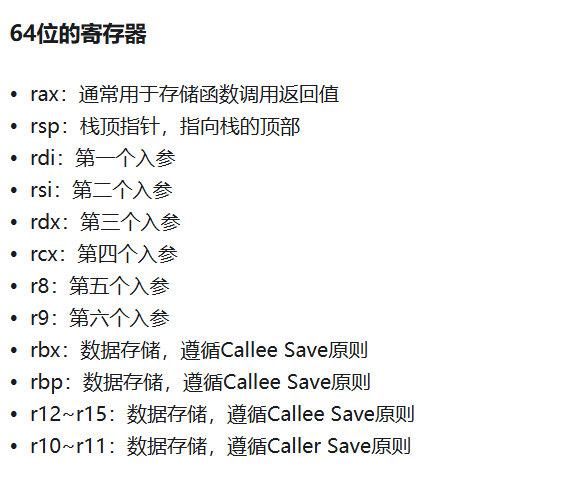 64位的寄存器
• rax：通常用于存储函数调用返回值
• rsp：栈顶指针，指向栈的顶部
• rdi：第一个入参
• rsi：第二个入参
• rdx：第三个入参
• rcx：第四个入参
• r8：第五个入参
• r9：第六个入参
• rbx：数据存储，遵循Callee Save原则
• rbp：数据存储，遵循Callee Save原则
• r12~r15：数据存储，遵循Callee Save原则
• r10~r11：数据存储，遵循Caller Save原则